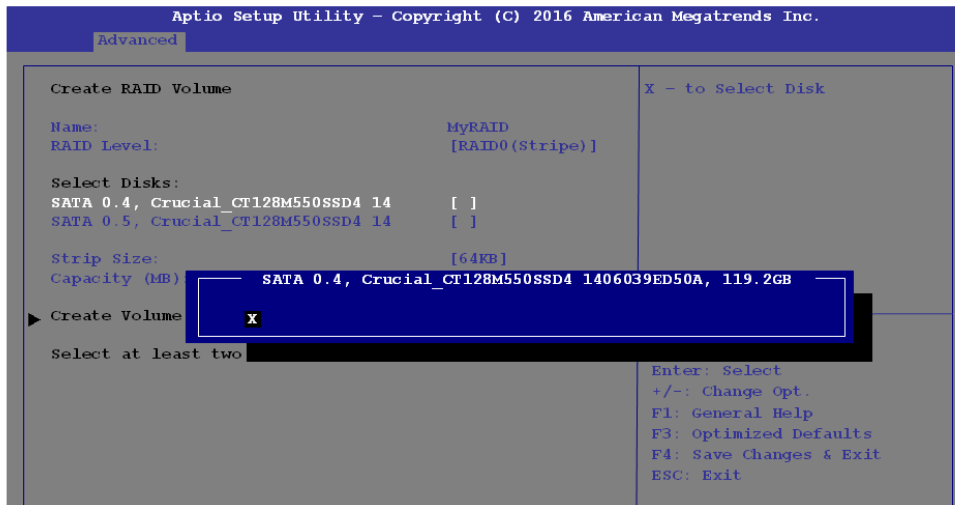 Aptio Setup Utility – Copyright (C) 2016 American Megatrends Inc.
Advanced
Create RAID Volume
X – to Select Disk
Name: MyRAID
RAID Level: [RAID0(Stripe)]
Select Disks:
SATA 0.4, Crucial_CT128M550SSD4 14 [ ]
SATA 0.5, Crucial_CT128M550SSD4 14 [ ]
Strip Size: [64KB]
Capacity (MB):
SATA 0.4, Crucial_CT128M550SSD4 1406039ED50A, 119.2GB
X
Create Volume
Select at least two
Enter: Select
+/-: Change Opt.
F1: General Help
F3: Optimized Defaults
F4: Save Changes & Exit
ESC: Exit